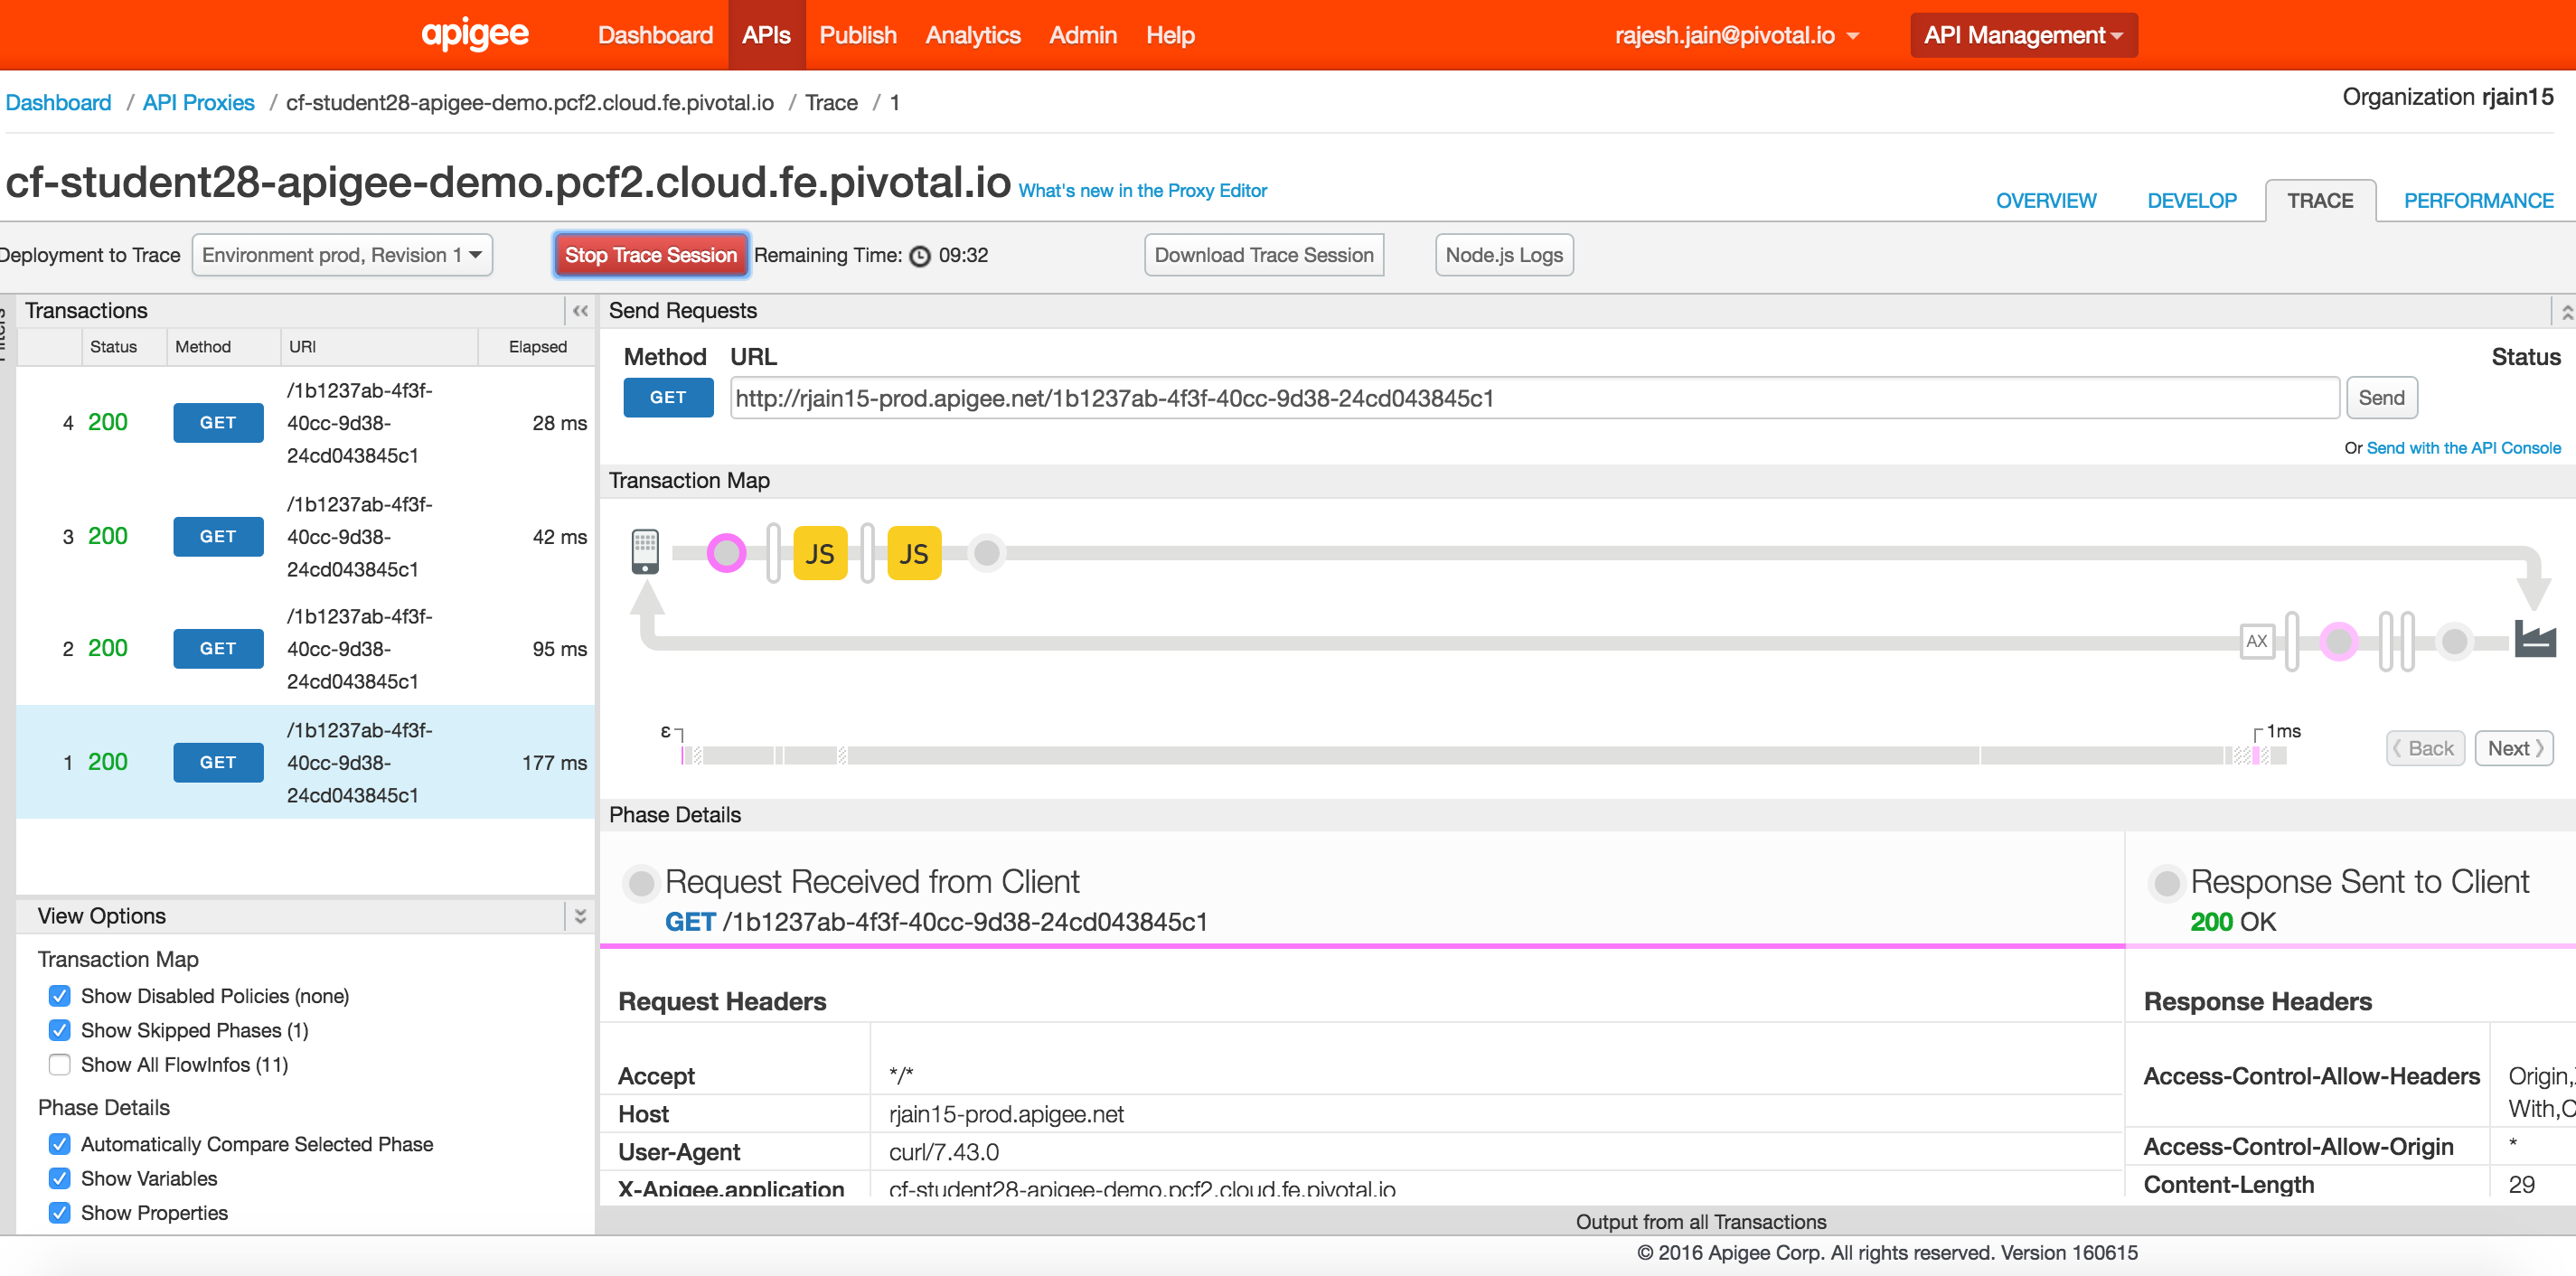 apigee Dashboard APIs Publish Analytics Admin Help rajesh.jain@pivotal.io API Management
Dashboard / API Proxies / cf-student28-apigee-demo.pcf2.cloud.fe.pivotal.io / Trace / 1 Organization rjain15
cf-student28-apigee-demo.pcf2.cloud.fe.pivotal.io What's new in the Proxy Editor
OVERVIEW DEVELOP TRACE PERFORMANCE
Deployment to Trace Environment prod, Revision 1 Stop Trace Session Remaining Time: 09:32 Download Trace Session Node.js Logs
Transactions
Status Method URI Elapsed
4 200 GET /1b1237ab-4f3f-
40cc-9d38-
24cd043845c1 28 ms
3 200 GET /1b1237ab-4f3f-
40cc-9d38-
24cd043845c1 42 ms
2 200 GET /1b1237ab-4f3f-
40cc-9d38-
24cd043845c1 95 ms
1 200 GET /1b1237ab-4f3f-
40cc-9d38-
24cd043845c1 177 ms
View Options
Transaction Map
Show Disabled Policies (none)
Show Skipped Phases (1)
Show All FlowInfos (11)
Phase Details
Automatically Compare Selected Phase
Show Variables
Show Properties
Send Requests
Method URL Status
GET http://rjain15-prod.apigee.net/1b1237ab-4f3f-40cc-9d38-24cd043845c1 Send
Or Send with the API Console
Transaction Map
JS JS
AX
ε 1ms
Back Next
Phase Details
Request Received from Client
GET /1b1237ab-4f3f-40cc-9d38-24cd043845c1
Response Sent to Client
200 OK
Request Headers
Accept */*
Host rjain15-prod.apigee.net
User-Agent curl/7.43.0
X-Apigee.application cf-student28-apigee-demo.pcf2.cloud.fe.pivotal.io
Response Headers
Access-Control-Allow-Headers Origin,
With,C
Access-Control-Allow-Origin *
Content-Length 29
Output from all Transactions
© 2016 Apigee Corp. All rights reserved. Version 160615